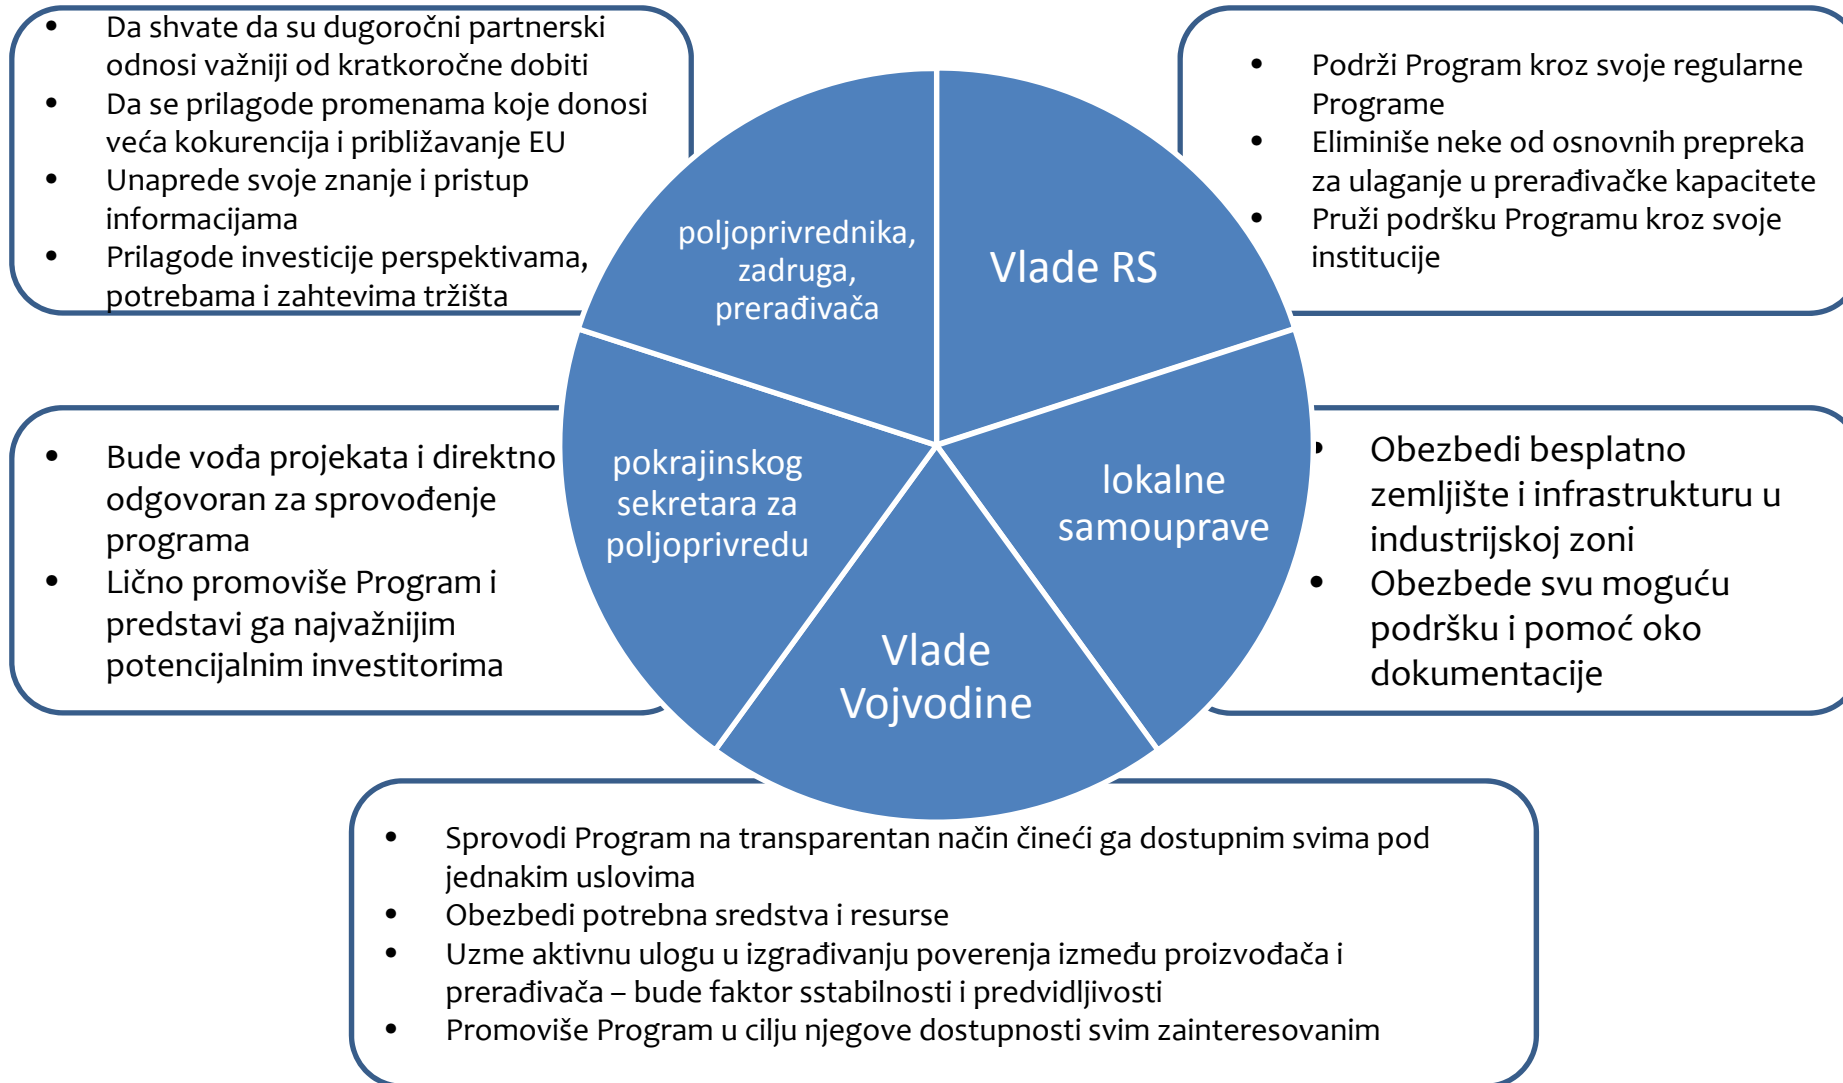 • Da shvate da su dugoročni partnerski
odnosi važniji od kratkoročne dobiti
• Da se prilagode promenama koje donosi
veća kokurencija i približavanje EU
• Unaprede svoje znanje i pristup
informacijama
• Prilagode investicije perspektivama,
potrebama i zahtevima tržišta
• Podrži Program kroz svoje regularne
Programe
• Eliminiše neke od osnovnih prepreka
za ulaganje u prerađivačke kapacitete
• Pruži podršku Programu kroz svoje
institucije
poljoprivrednika,
zadruga,
prerađivača
Vlade RS
• Bude vođa projekata i direktno
odgovoran za sprovođenje
programa
• Lično promoviše Program i
predstavi ga najvažnijim
potencijalnim investitorima
pokrajinskog
sekretara za
poljoprivredu
lokalne
samouprave
• Obezbedi besplatno
zemljište i infrastrukturu u
industrijskoj zoni
• Obezbede svu moguću
podršku i pomoć oko
dokumentacije
Vlade
Vojvodine
• Sprovodi Program na transparentan način čineći ga dostupnim svima pod
jednakim uslovima
• Obezbedi potrebna sredstva i resurse
• Uzme aktivnu ulogu u izgrađivanju poverenja između proizvođača i
prerađivača – bude faktor sstabilnosti i predvidljivosti
• Promoviše Program u cilju njegove dostupnosti svim zainteresovanim